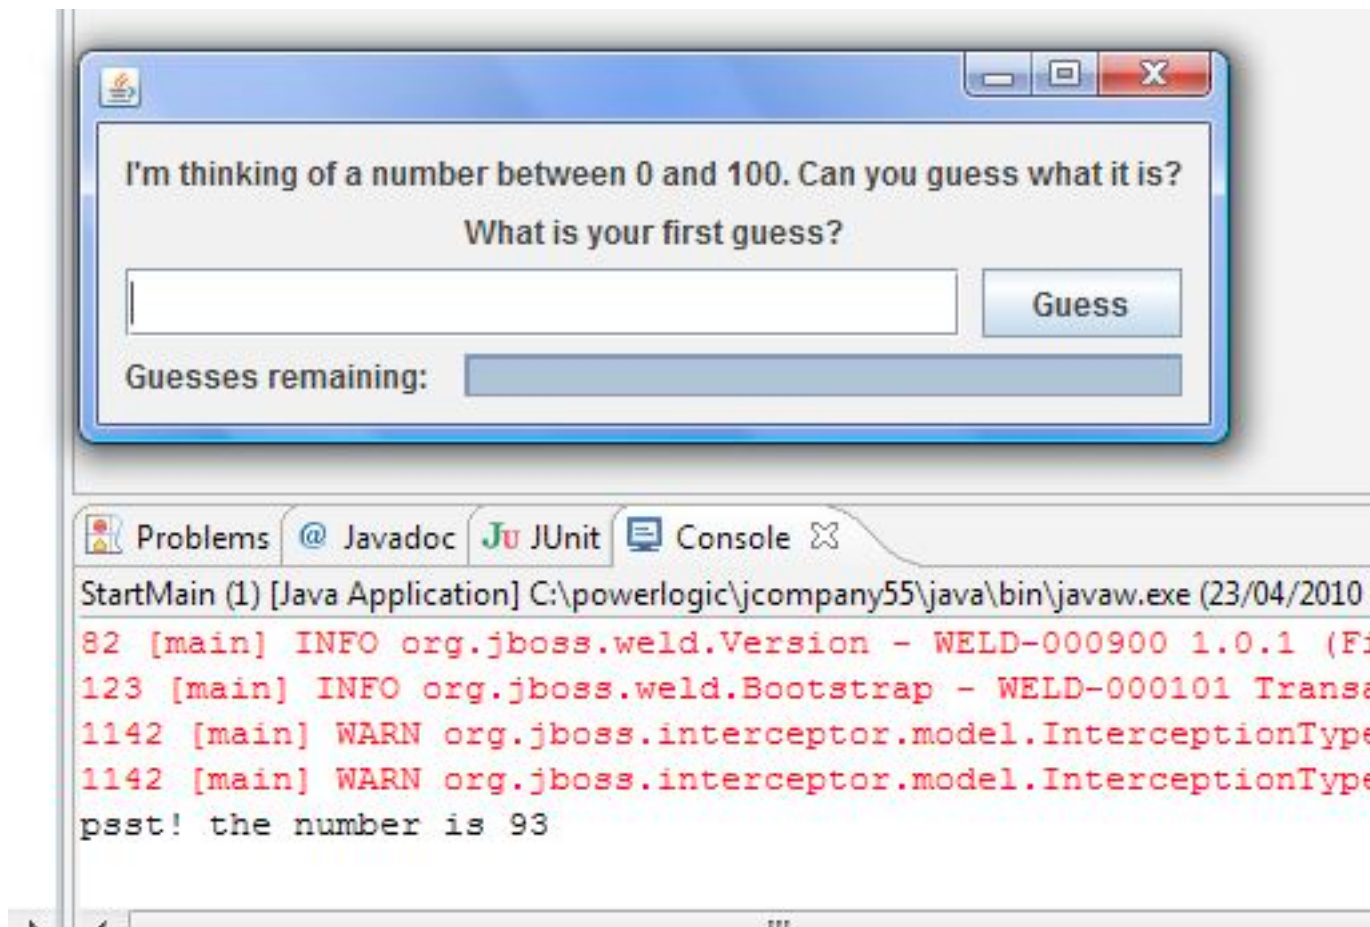 I'm thinking of a number between 0 and 100. Can you guess what it is?
What is your first guess?
Guess
Guesses remaining:
Problems @ Javadoc JU JUnit Console
StartMain (1) [Java Application] C:\powerlogic\jcompany55\java\bin\javaw.exe (23/04/2010
82 [main] INFO org.jboss.weld.Version - WELD-000900 1.0.1 (
123 [main] INFO org.jboss.weld.Bootstrap - WELD-000101
1142 [main] WARN org.jboss.interceptor.model.InterceptionType
1142 [main] WARN org.jboss.interceptor.model.InterceptionType
psst! the number is 93